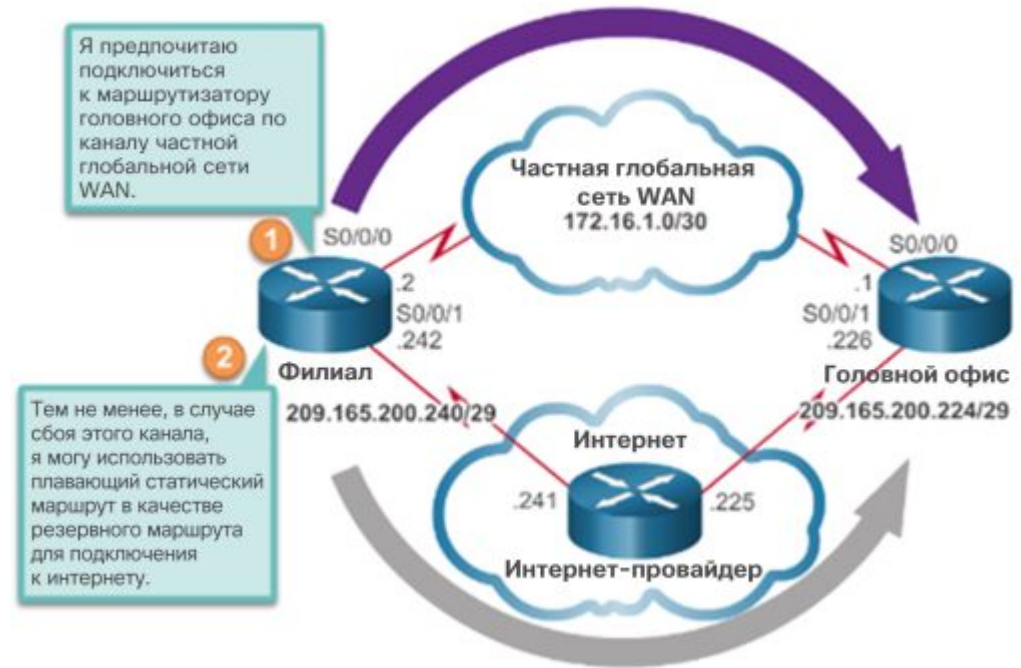 Я предпочитаю
подключиться
к маршрутизатору
головного офиса по
каналу частной
глобальной сети
WAN.
Частная глобальная
сеть WAN
172.16.1.0/30
1
S0/0/0
S0/0/0
.2
.1
S0/0/1
.242
S0/0/1
.226
2
Филиал
Головной офис
209.165.200.240/29
209.165.200.224/29
Тем не менее, в случае
сбоя этого канала,
я могу использовать
плавающий статический
маршрут в качестве
резервного маршрута
для подключения
к интернету.
Интернет
.241
.225
Интернет-провайдер